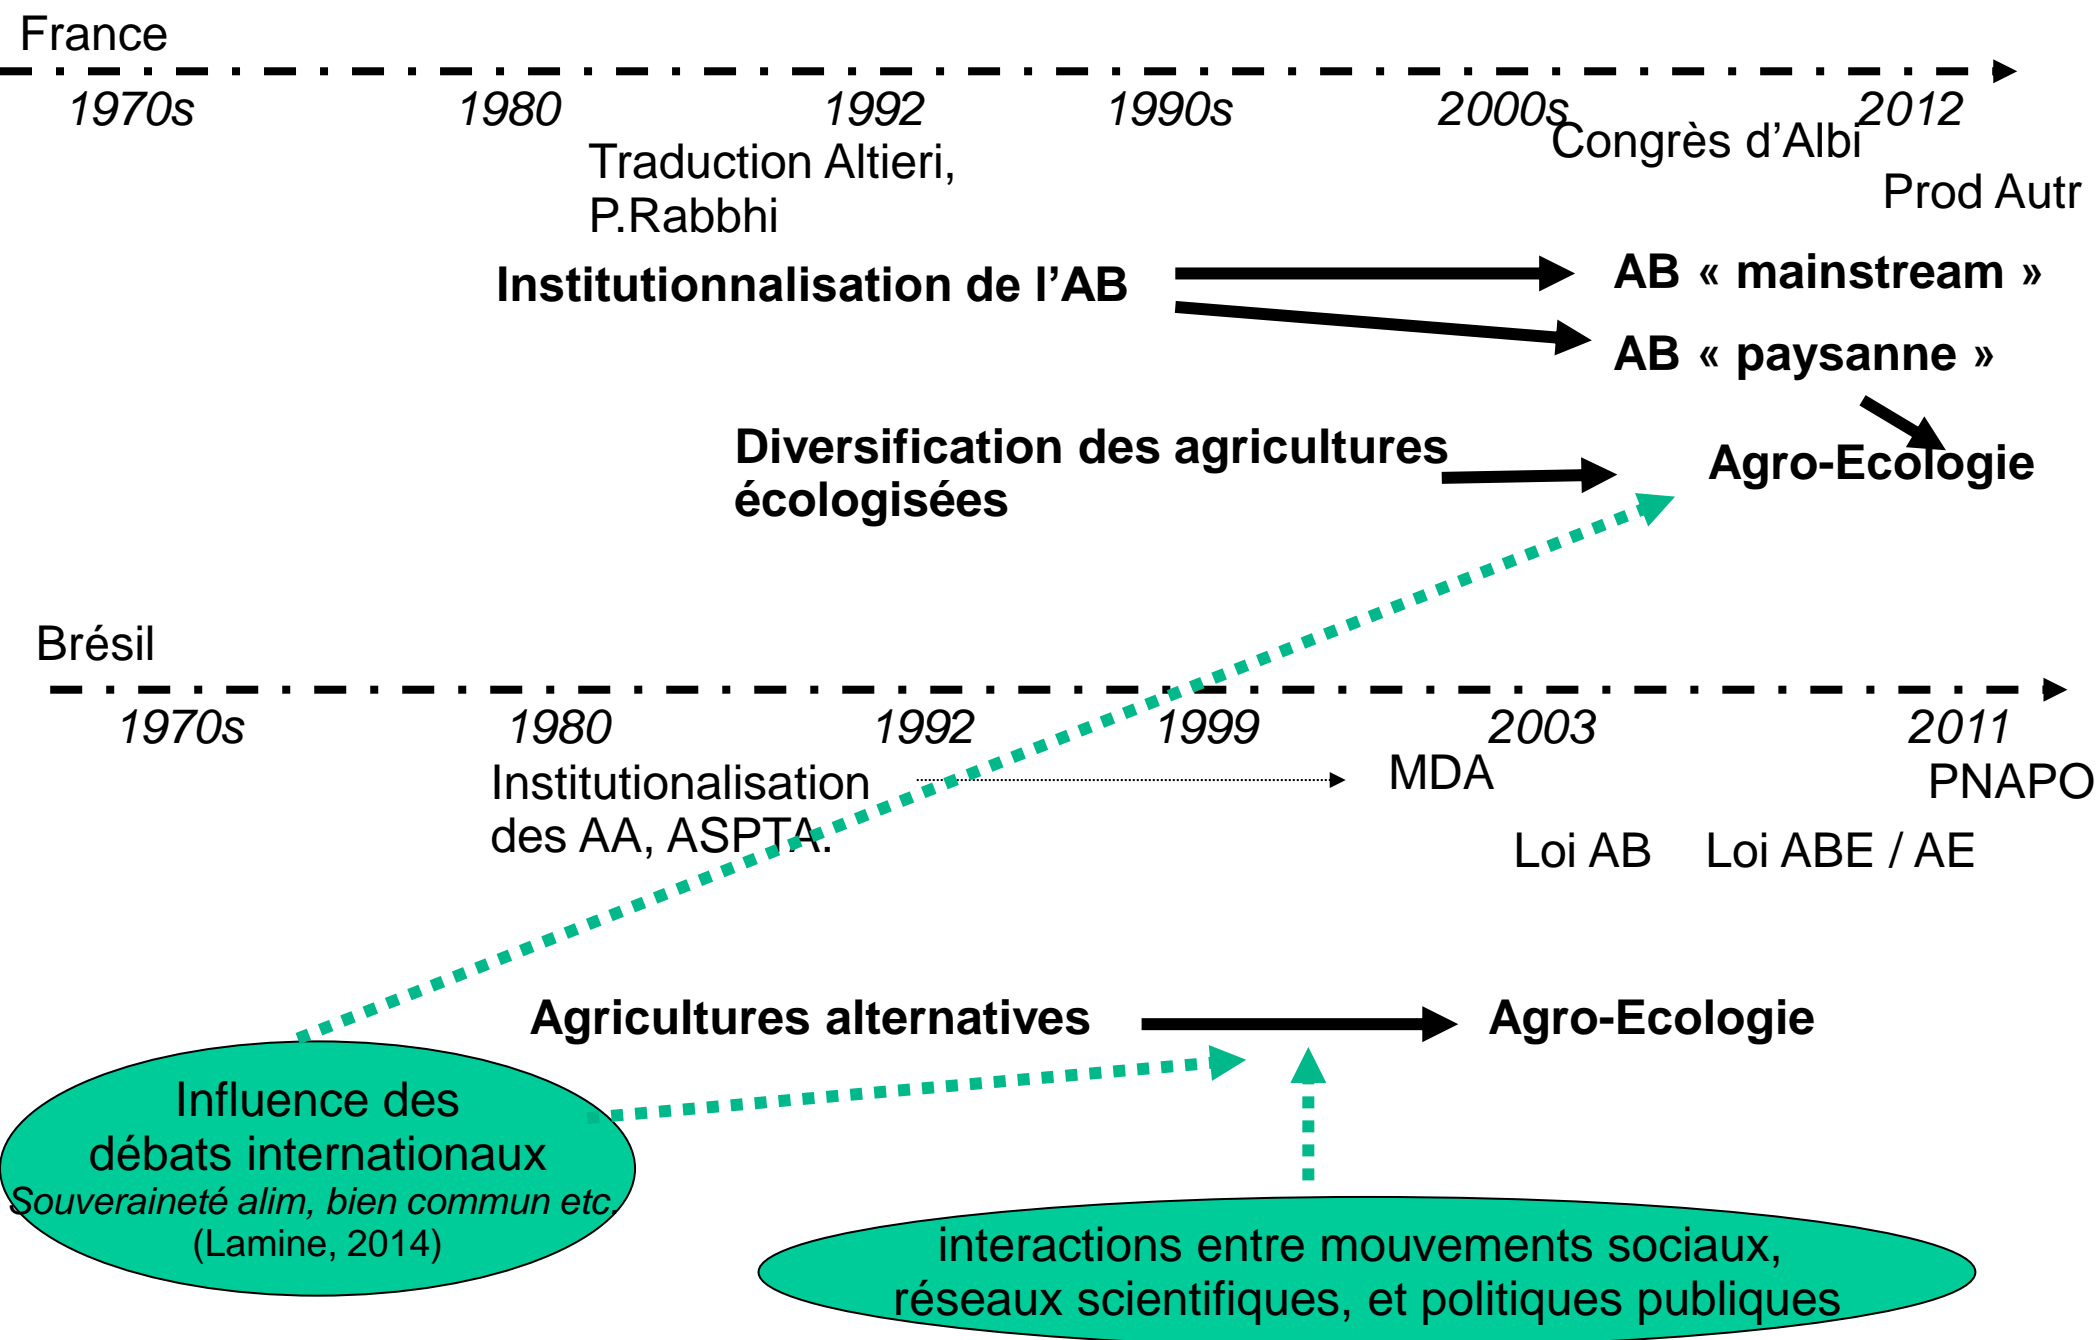 France
1970s 1980 1992 1990s 2000s 2012
Congrès d’Albi
Traduction Altieri,
P.Rabbhi
Prod Autr
Institutionnalisation de l’AB
AB « mainstream »
AB « paysanne »
Diversification des agricultures
écologisées
Agro-Ecologie
Brésil
1970s 1980 1992 1999 2003 2011
Institutionalisation
des AA, ASPTA.
MDA
PNAPO
Loi AB
Loi ABE / AE
Agricultures alternatives
Agro-Ecologie
Influence des
débats internationaux
Souveraineté alim, bien commun etc.
(Lamine, 2014)
interactions entre mouvements sociaux,
réseaux scientifiques, et politiques publiques